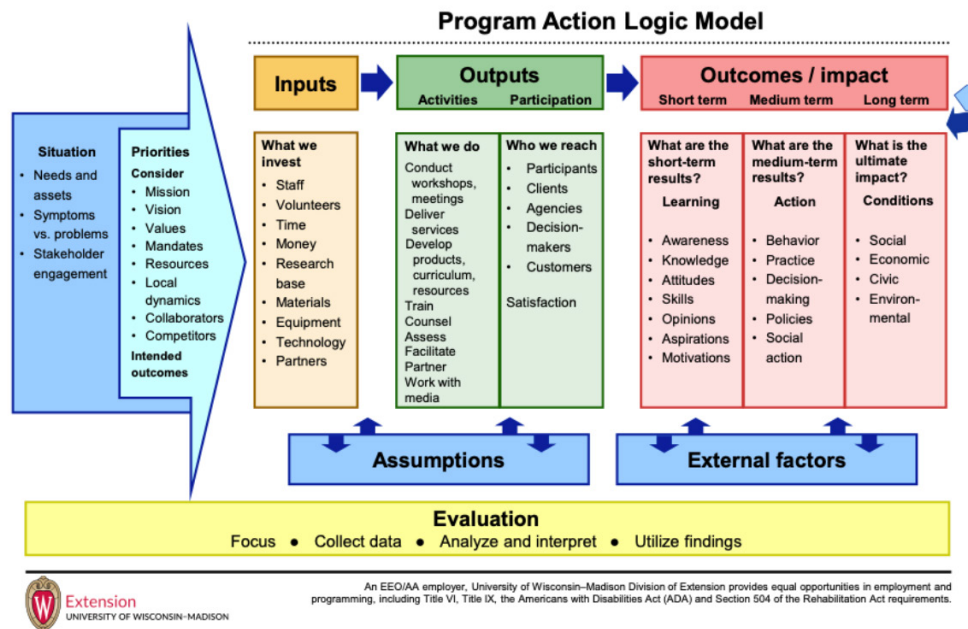 Program Action Logic Model
Inputs
Outputs
Activities Participation
Outcomes / impact
Short term Medium term Long term
Situation
• Needs and
assets
• Symptoms
vs. problems
• Stakeholder
engagement
Priorities
Consider
• Mission
• Vision
• Values
• Mandates
• Resources
• Local
dynamics
• Collaborators
• Competitors
Intended
outcomes
What we
invest
• Staff
• Volunteers
• Time
• Money
• Research
base
• Materials
• Equipment
• Technology
• Partners
What we do
Conduct
workshops,
meetings
Deliver
services
Develop
products,
curriculum,
resources
Train
Counsel
Assess
Facilitate
Partner
Work with
media
Who we reach
• Participants
• Clients
• Agencies
• Decision-
makers
• Customers
Satisfaction
What are the
short-term
results?
Learning
• Awareness
• Knowledge
• Attitudes
• Skills
• Opinions
• Aspirations
• Motivations
What are the
medium-term
results?
Action
• Behavior
• Practice
• Decision-
making
• Policies
• Social
action
What is the
ultimate
impact?
Conditions
• Social
• Economic
• Civic
• Environ-
mental
Assumptions
External factors
Evaluation
Focus ● Collect data ● Analyze and interpret ● Utilize findings
W
Extension
UNIVERSITY OF WISCONSIN–MADISON
An EEO/AA employer, University of Wisconsin–Madison Division of Extension provides equal opportunities in employment and
programming, including Title VI, Title IX, the Americans with Disabilities Act (ADA) and Section 504 of the Rehabilitation Act requirements.